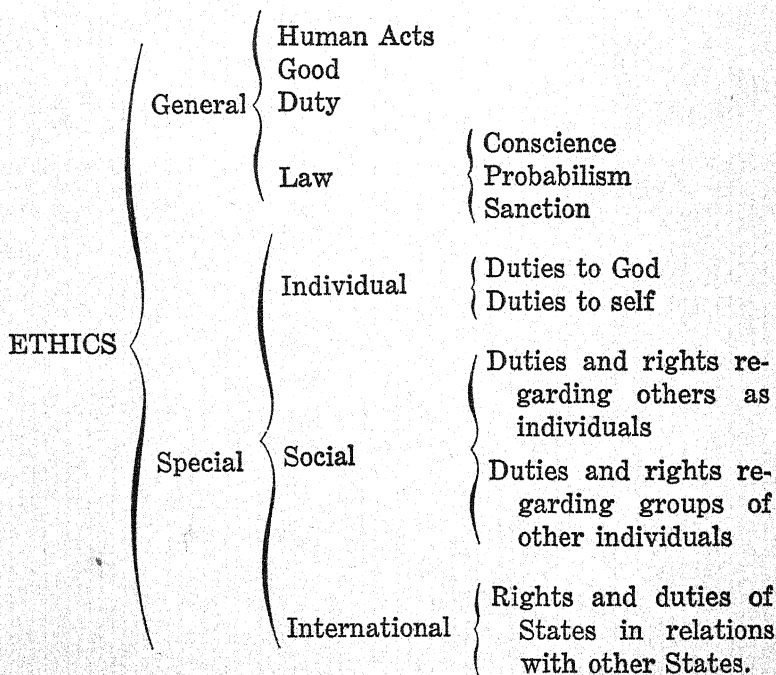 Human Acts
Good
General
Duty
Law
Conscience
Probabilism
Sanction
ETHICS
Individual
Duties to God
Duties to self
Special
Social
Duties and rights re-
garding others as
individuals
Duties and rights re-
garding groups of
other individuals
International
Rights and duties of
States in relations
with other States.